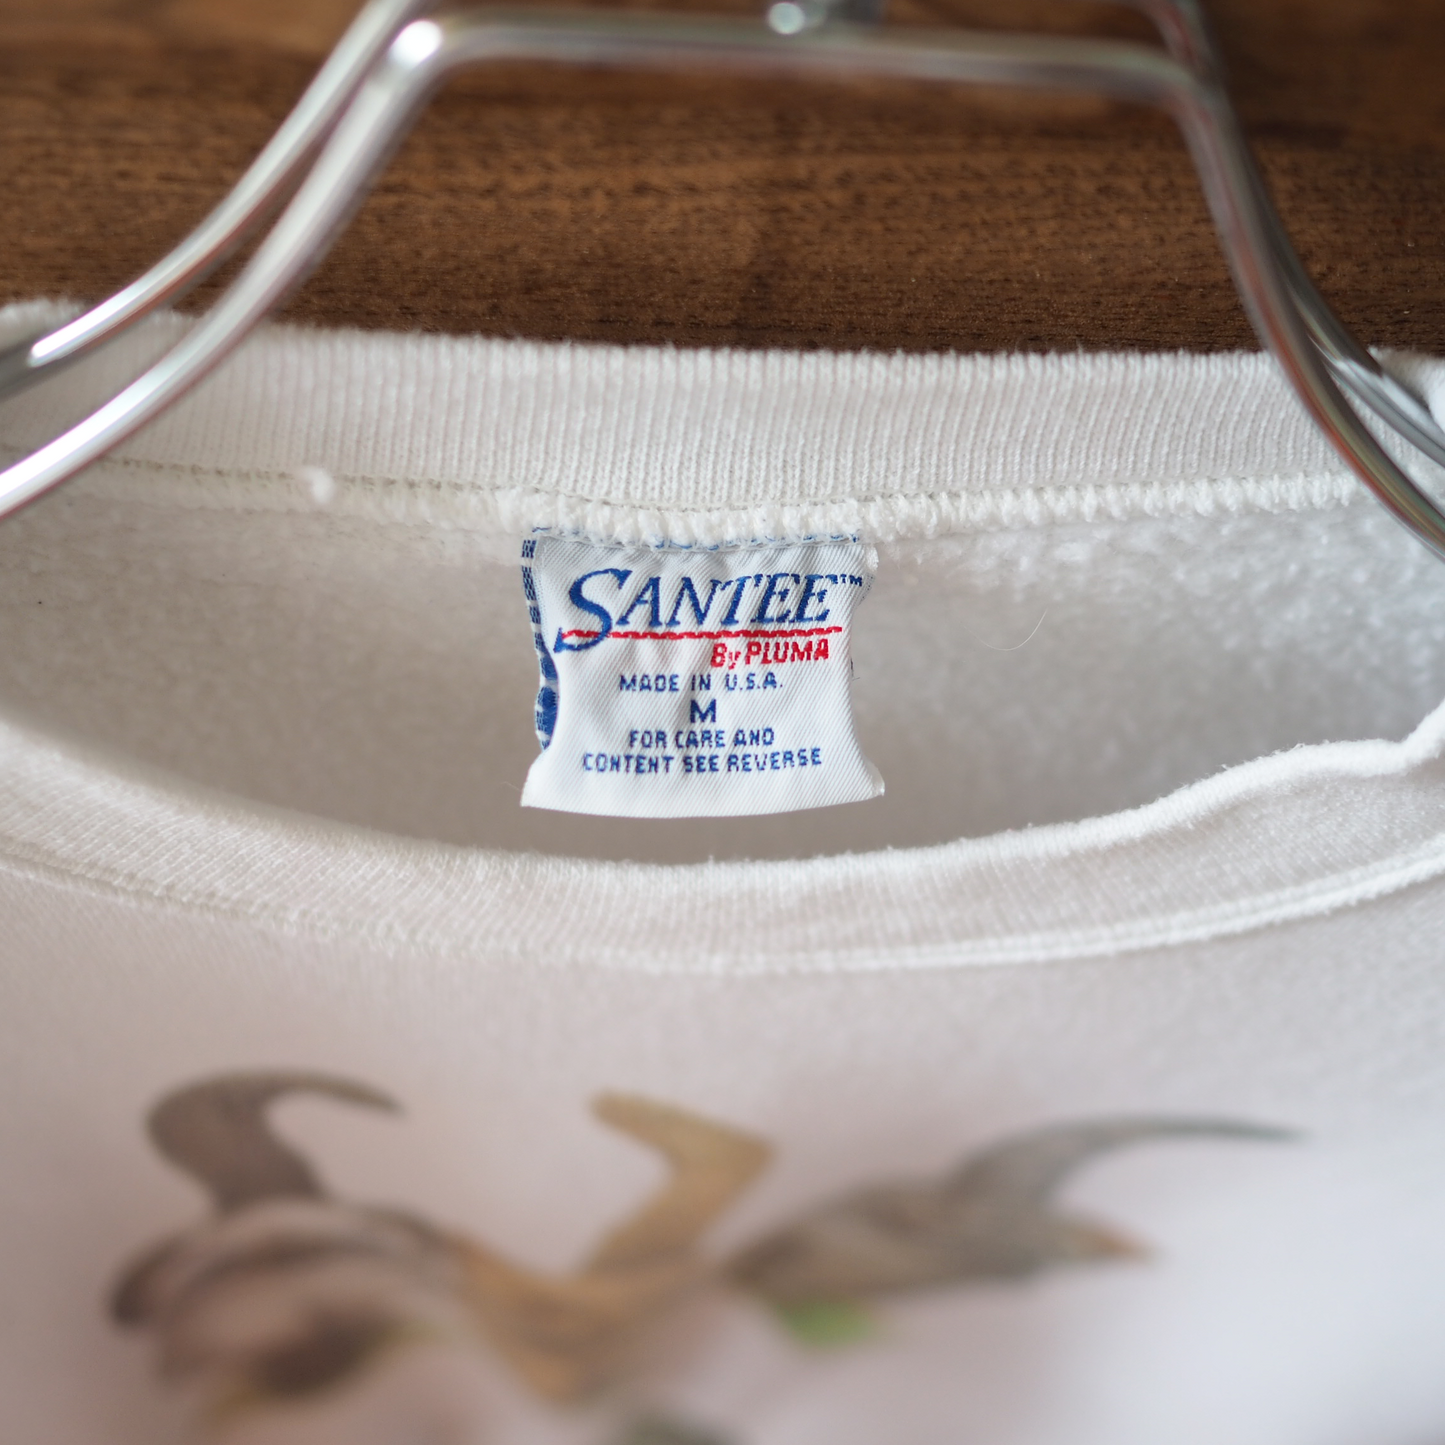 SANTEE™
By PLUMA
MADE IN U.S.A.
M
FOR CARE AND
CONTENT SEE REVERSE